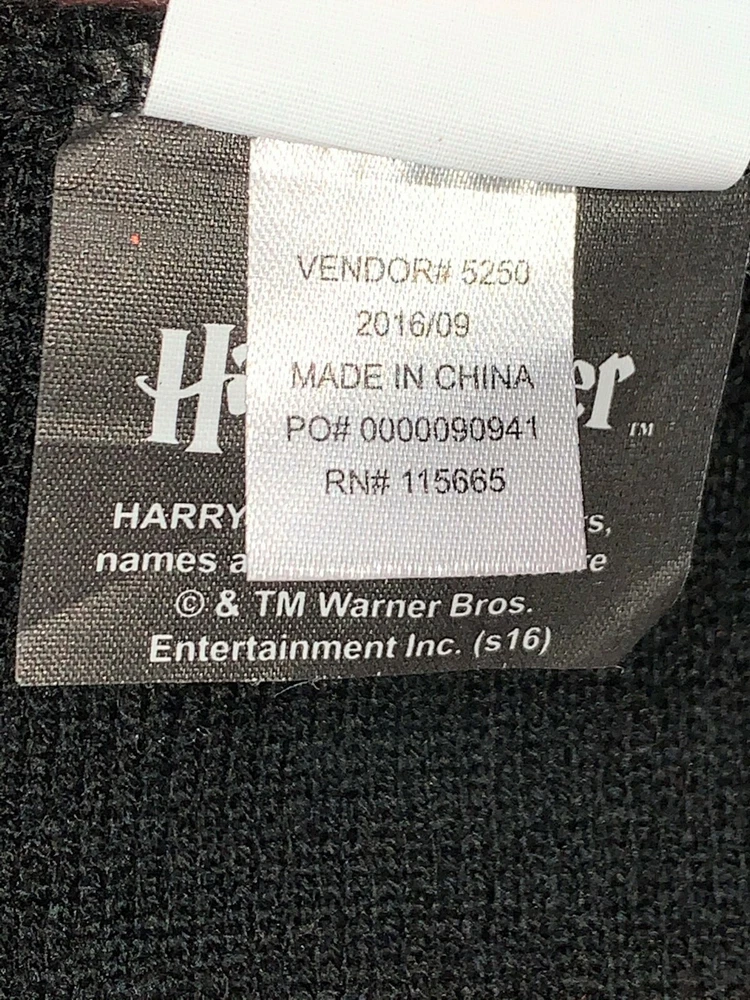 VENDOR# 5250
2016/09
MADE IN CHINA
PO# 0000090941
RN# 115665
HARRY
names
© & TM Warner Bros.
Entertainment Inc. (s16)